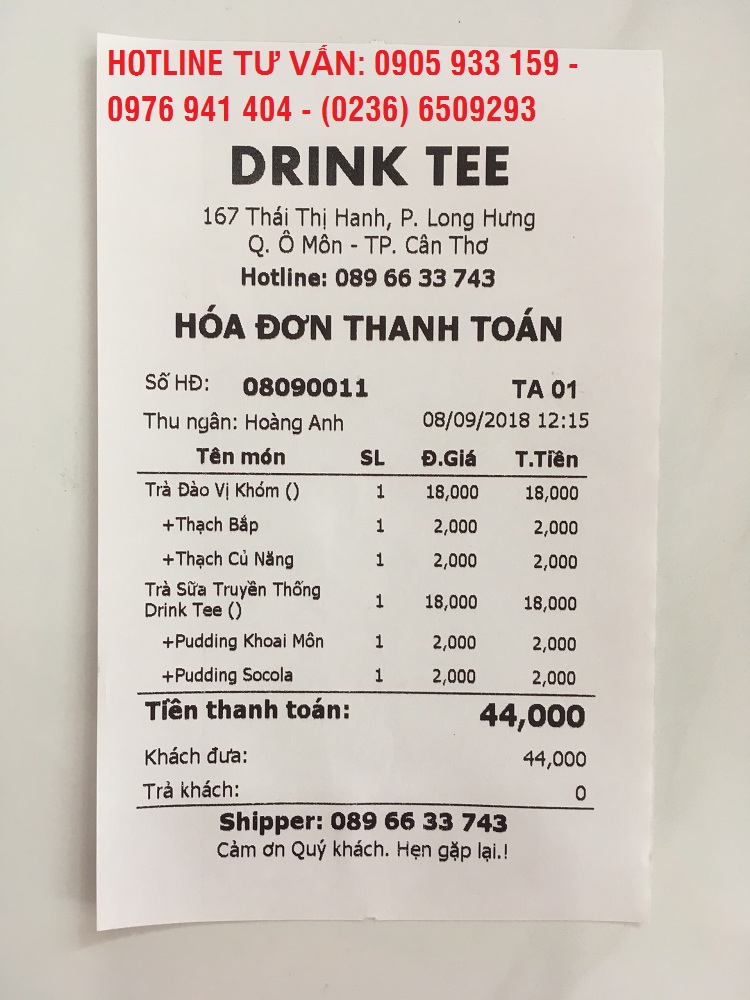 HOTLINE TƯ VẤN: 0905 933 159 -
0976 941 404 - (0236) 6509293
DRINK TEE
167 Thái Thị Hanh, P. Long Hưng
Q. Ô Môn - TP. Cân Thơ
Hotline: 089 66 33 743
HÓA ĐƠN THANH TOÁN
Số HĐ: 08090011 TA 01
Thu ngân: Hoàng Anh 08/09/2018 12:15
Tên món SL Đ.Giá T.Tiền
Trà Đào Vị Khóm () 1 18,000 18,000
+Thạch Bắp 1 2,000 2,000
+Thạch Củ Năng 1 2,000 2,000
Trà Sữa Truyền Thống
Drink Tee () 1 18,000 18,000
+Pudding Khoai Môn 1 2,000 2,000
+Pudding Socola 1 2,000 2,000
Tiền thanh toán: 44,000
Khách đưa: 44,000
Trả khách: 0
Shipper: 089 66 33 743
Cảm ơn Quý khách. Hẹn gặp lại.!